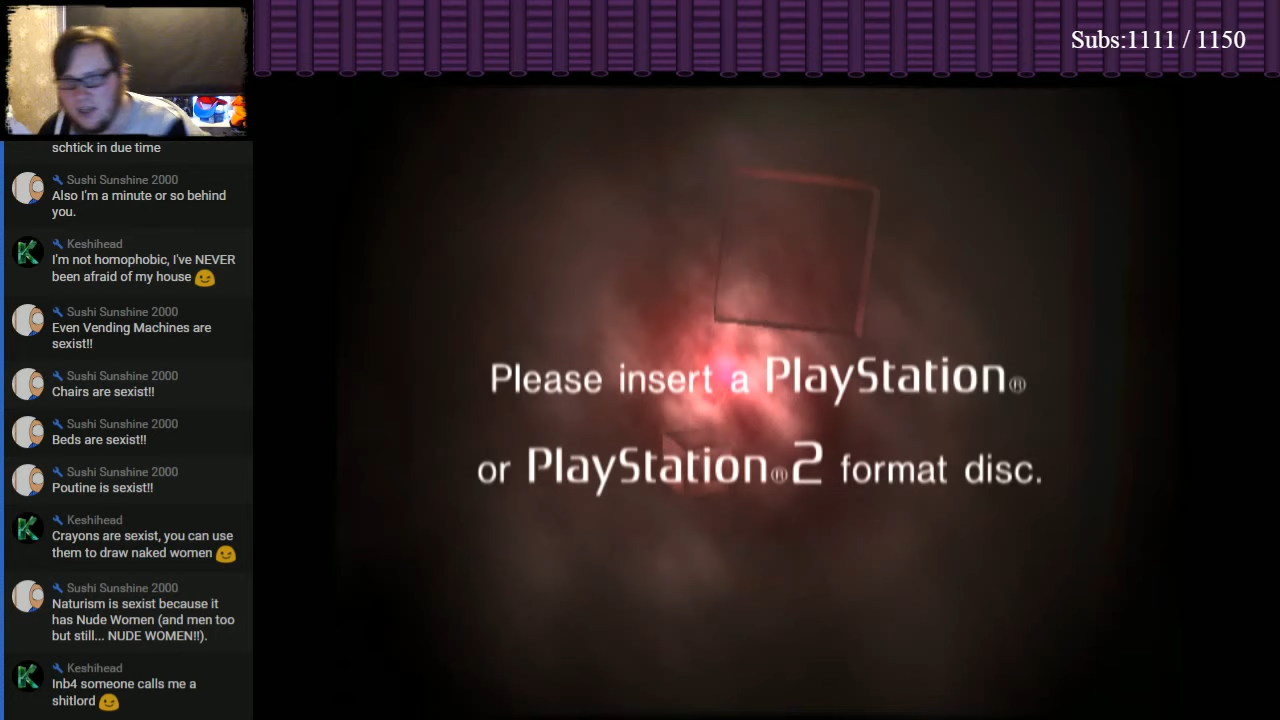 Subs:1111 / 1150
schtick in due time
Sushi Sunshine 2000
Also I'm a minute or so behind
you.
Keshihead
I'm not homophobic, I've NEVER
been afraid of my house 😉
Sushi Sunshine 2000
Even Vending Machines are
sexist!!
Sushi Sunshine 2000
Chairs are sexist!!
Sushi Sunshine 2000
Beds are sexist!!
Sushi Sunshine 2000
Poutine is sexist!!
Keshihead
Crayons are sexist, you can use
them to draw naked women 😉
Sushi Sunshine 2000
Naturism is sexist because it
has Nude Women (and men too
but still... NUDE WOMEN!!).
Keshihead
Inb4 someone calls me a
shitlord 😉
Please insert a PlayStation®
or PlayStation®2 format disc.